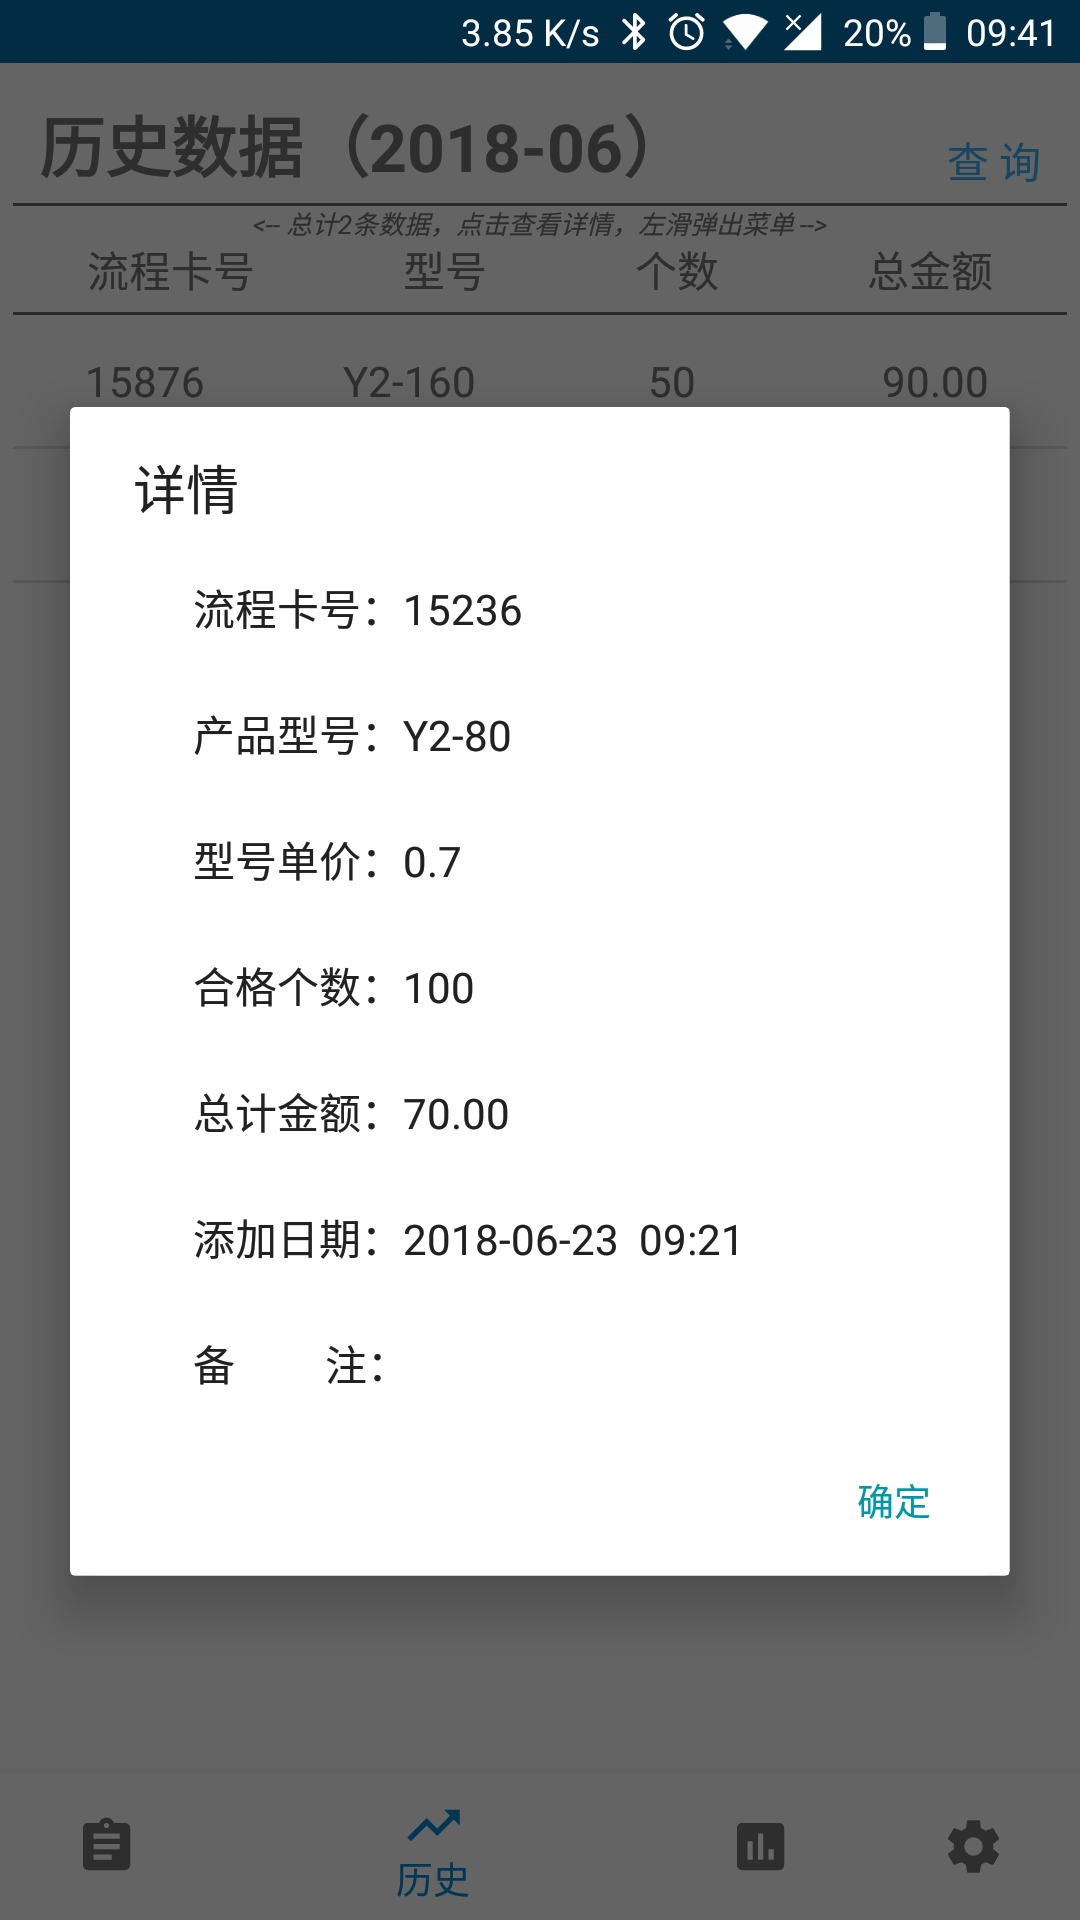 3.85 K/s 20% 09:41
历史数据（2018-06）
查 询
<-- 总计2条数据，点击查看详情，左滑弹出菜单 -->
流程卡号 型号 个数 总金额
15876 Y2-160 50 90.00
详情
流程卡号：15236
产品型号：Y2-80
型号单价：0.7
合格个数：100
总计金额：70.00
添加日期：2018-06-23 09:21
备 注：
确定
历史